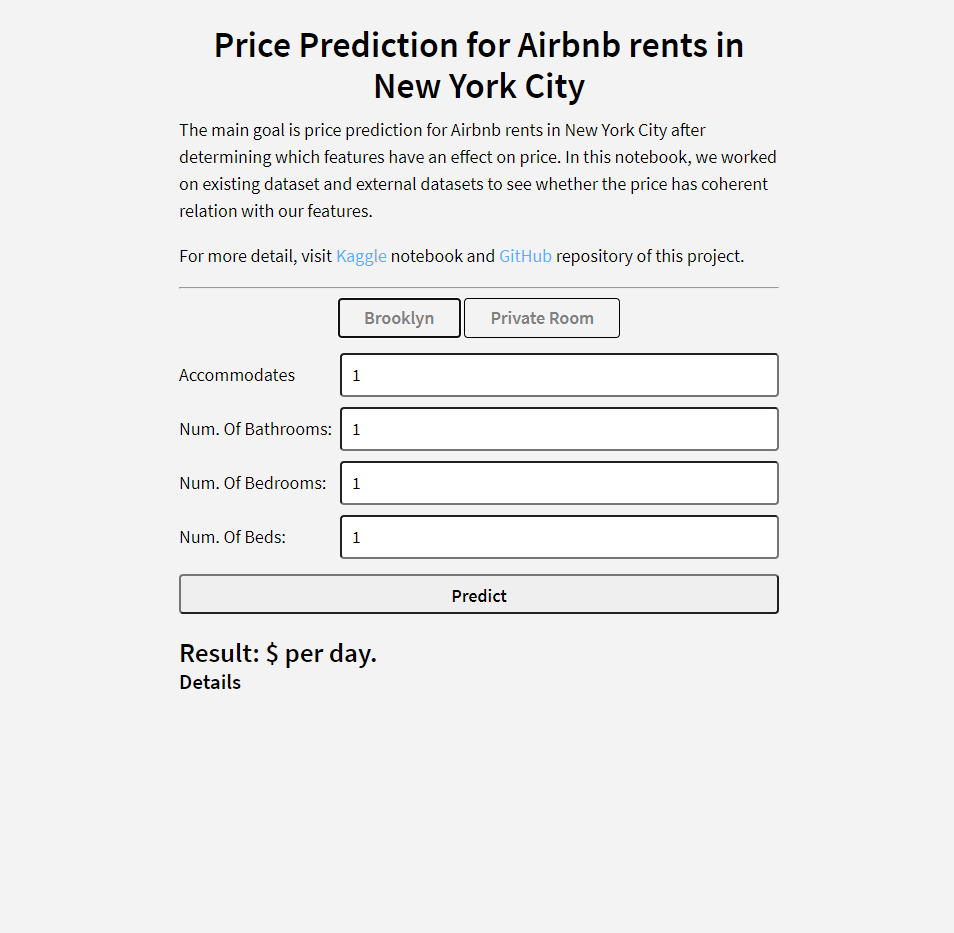 Price Prediction for Airbnb rents in
New York City
The main goal is price prediction for Airbnb rents in New York City after
determining which features have an effect on price. In this notebook, we worked
on existing dataset and external datasets to see whether the price has coherent
relation with our features.
For more detail, visit Kaggle notebook and GitHub repository of this project.
Brooklyn Private Room
Accommodates 1
Num. Of Bathrooms: 1
Num. Of Bedrooms: 1
Num. Of Beds: 1
Predict
Result: $ per day.
Details